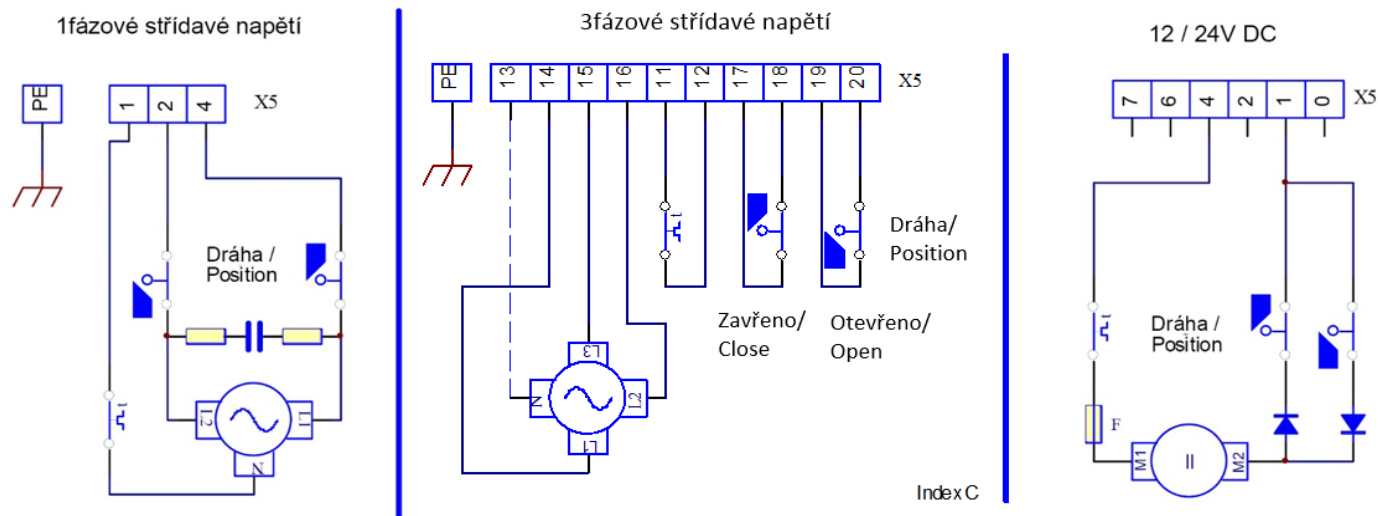 1fázové střídavé napětí
PE
1 2 4 X5
Dráha /
Position
t
L2 L1
N
3fázové střídavé napětí
PE
13 14 15 16 11 12 17 18 19 20 X5
t
Dráha/
Position
Zavřeno/
Close
Otevřeno/
Open
L3
N L2
L1
Index C
12 / 24V DC
7 6 4 2 1 0 X5
t
Dráha /
Position
F
M1 II M2